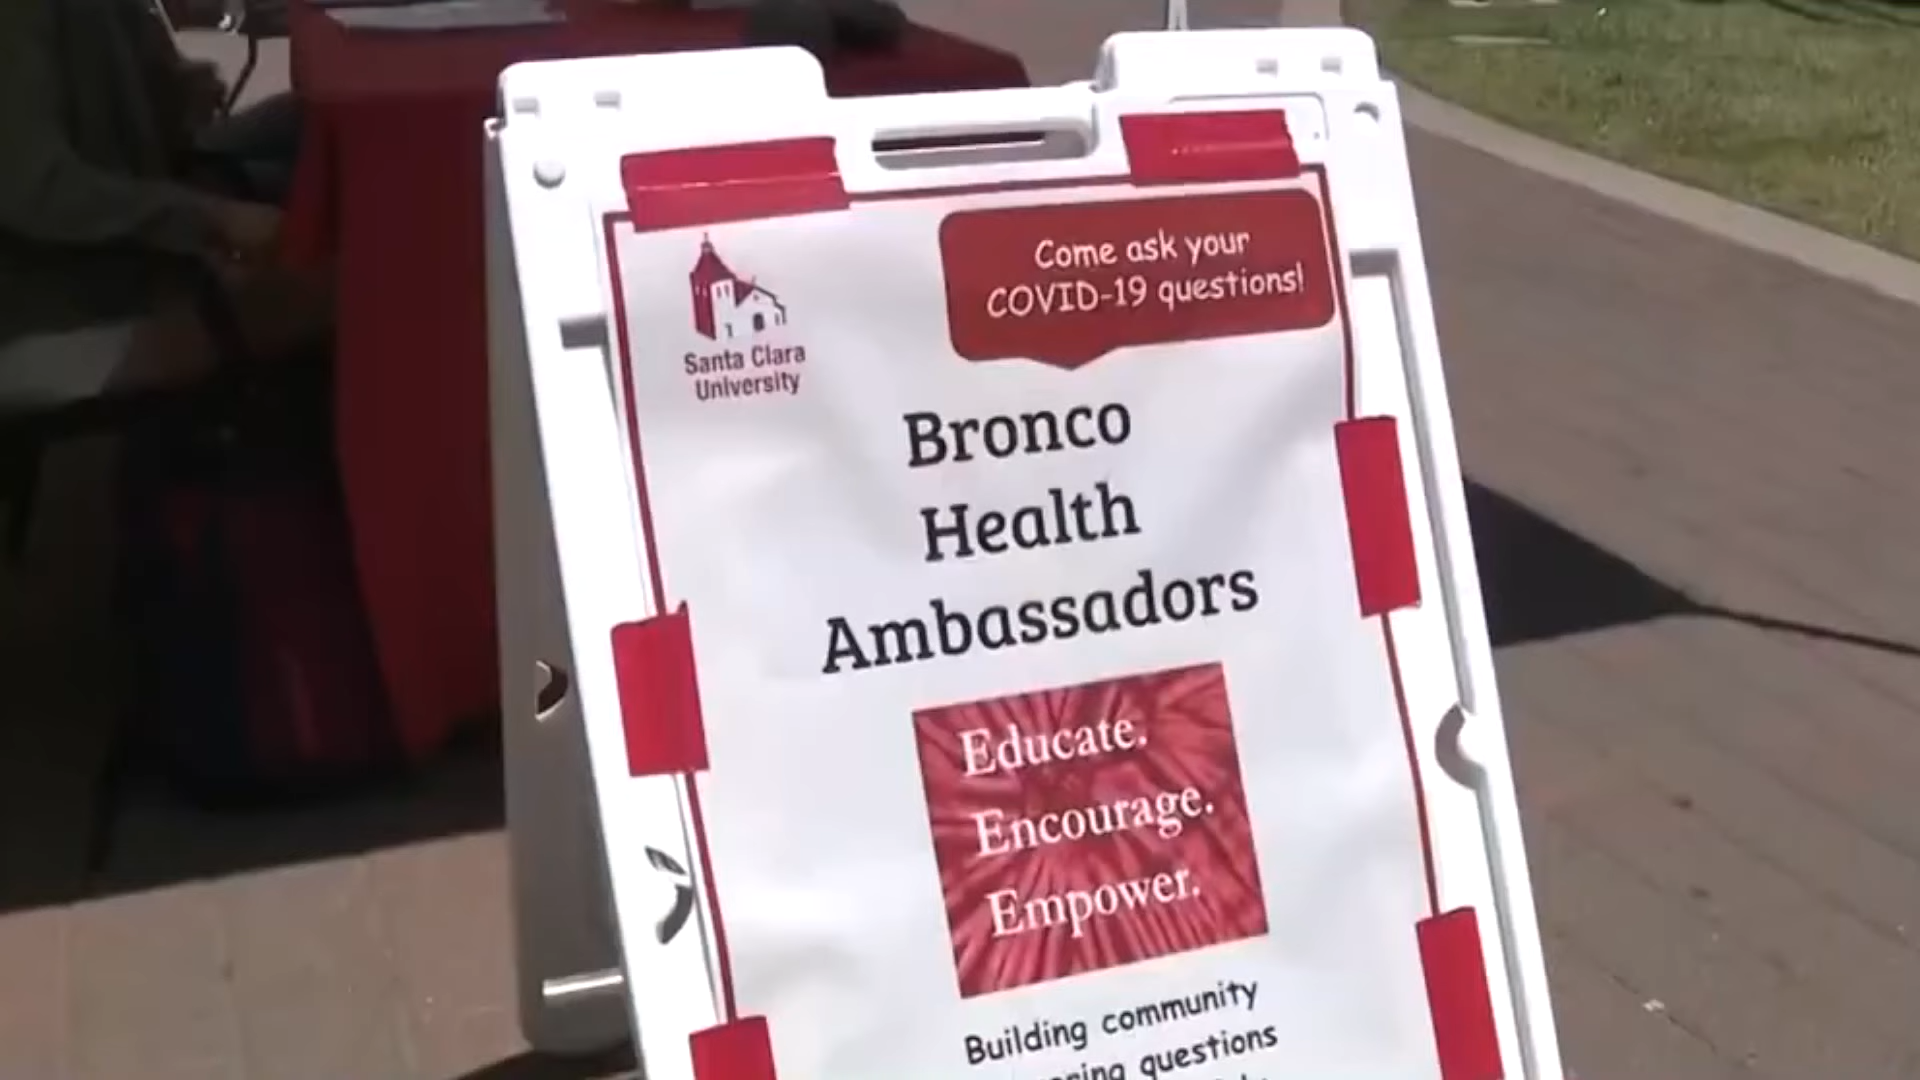 Come ask your
COVID-19 questions!
Santa Clara
University
Bronco
Health
Ambassadors
Educate.
Encourage.
Empower.
Building community
questions